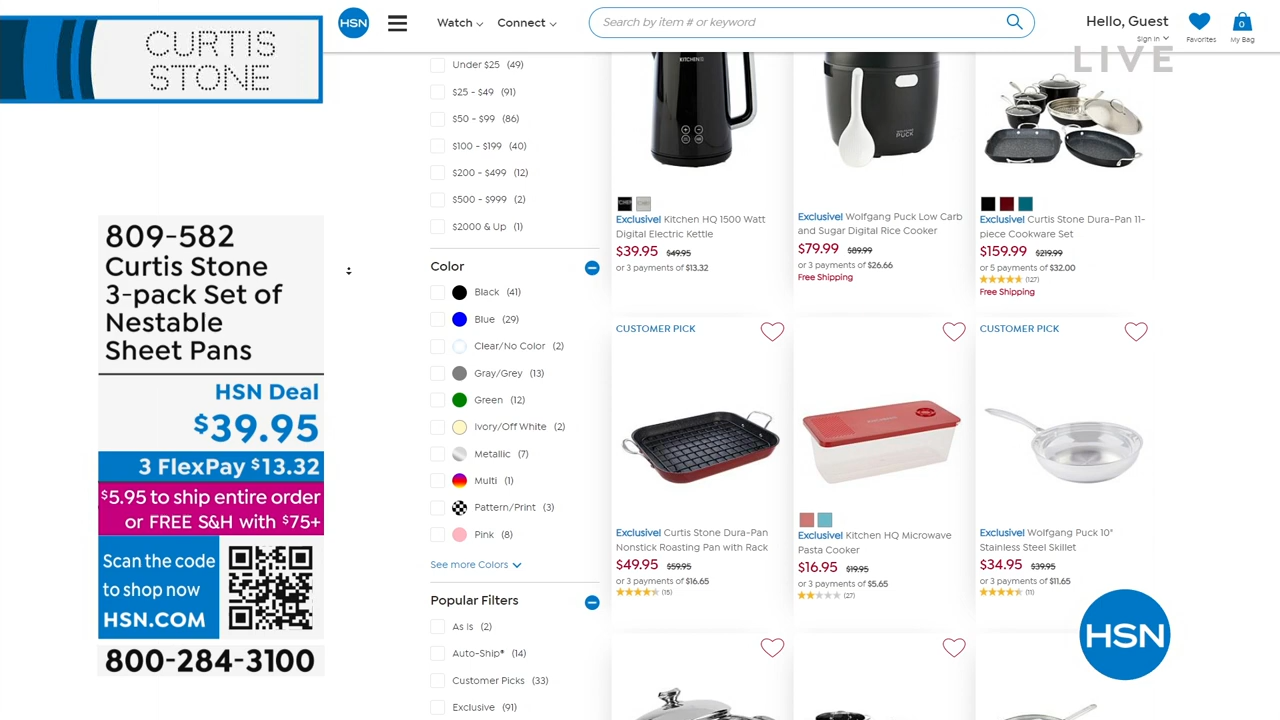 CURTIS
STONE
HSN
Watch
Connect
Search by item # or keyword
Hello, Guest
Sign In
Favorites
0
My Bag
LIVE
809-582
Curtis Stone
3-pack Set of
Nestable
Sheet Pans
HSN Deal
$39.95
3 FlexPay $13.32
$5.95 to ship entire order
or FREE S&H with $75+
Scan the code
to shop now
HSN.COM
800-284-3100
Under $25 (49)
$25 - $49 (91)
$50 - $99 (86)
$100 - $199 (40)
$200 - $499 (12)
$500 - $999 (2)
$2000 & Up (1)
Color
Black (41)
Blue (29)
Clear/No Color (2)
Gray/Grey (13)
Green (12)
Ivory/Off White (2)
Metallic (7)
Multi (1)
Pattern/Print (3)
Pink (8)
See more Colors
Popular Filters
As Is (2)
Auto-Ship® (14)
Customer Picks (33)
Exclusive (91)
Exclusive! Kitchen HQ 1500 Watt
Digital Electric Kettle
$39.95 $49.95
or 3 payments of $13.32
PUCK
Exclusive! Wolfgang Puck Low Carb
and Sugar Digital Rice Cooker
$79.99 $89.99
or 3 payments of $26.66
Free Shipping
Exclusive! Curtis Stone Dura-Pan 11-
piece Cookware Set
$159.99 $219.99
or 5 payments of $32.00
(127)
Free Shipping
CUSTOMER PICK
Exclusive! Curtis Stone Dura-Pan
Nonstick Roasting Pan with Rack
$49.95 $59.95
or 3 payments of $16.65
(15)
Exclusive! Kitchen HQ Microwave
Pasta Cooker
$16.95 $19.95
or 3 payments of $5.65
(27)
CUSTOMER PICK
Exclusive! Wolfgang Puck 10"
Stainless Steel Skillet
$34.95 $39.95
or 3 payments of $11.65
(11)
HSN